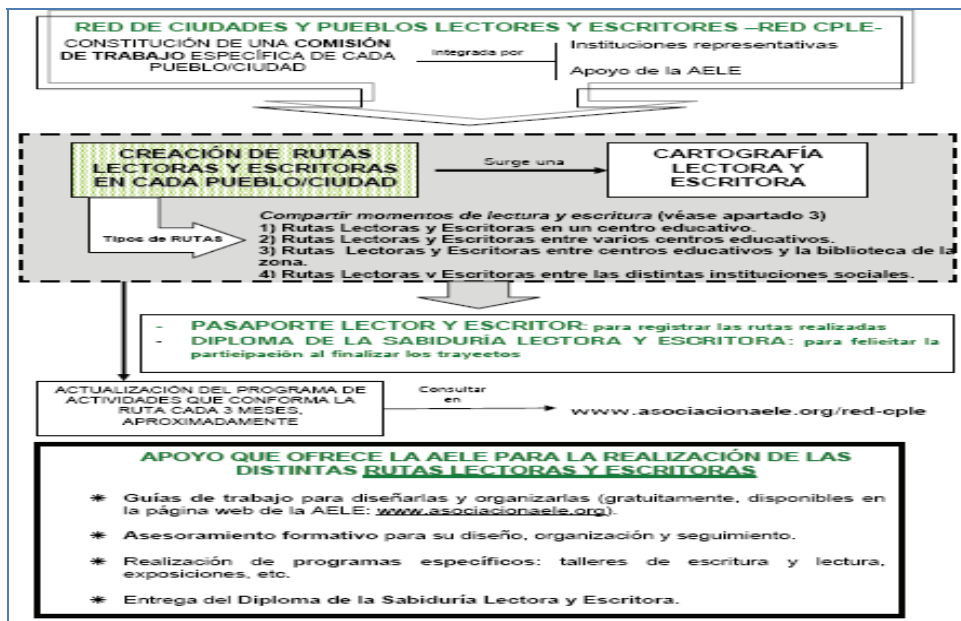 RED DE CIUDADES Y PUEBLOS LECTORES Y ESCRITORES –RED CPLE-
CONSTITUCIÓN DE UNA COMISIÓN
DE TRABAJO ESPECÍFICA DE CADA
PUEBLO/CIUDAD
Integrada por
Instituciones representativas
Apoyo de la AELE
CREACIÓN DE RUTAS
LECTORAS Y ESCRITORAS
EN CADA PUEBLO/CIUDAD
Surge una
CARTOGRAFÍA
LECTORA Y
ESCRITORA
Tipos de RUTAS
Compartir momentos de lectura y escritura (véase apartado 3)
1) Rutas Lectoras y Escritoras en un centro educativo.
2) Rutas Lectoras y Escritoras entre varios centros educativos.
3) Rutas Lectoras y Escritoras entre centros educativos y la biblioteca de la
zona.
4) Rutas Lectoras y Escritoras entre las distintas instituciones sociales.
- PASAPORTE LECTOR Y ESCRITOR: para registrar las rutas realizadas
- DIPLOMA DE LA SABIDURÍA LECTORA Y ESCRITORA: para felicitar la
participación al finalizar los trayectos
ACTUALIZACIÓN DEL PROGRAMA DE
ACTIVIDADES QUE CONFORMA LA
RUTA CADA 3 MESES,
APROXIMADAMENTE
Consultar
en
www.asociacionaele.org/red-cple
APOYO QUE OFRECE LA AELE PARA LA REALIZACIÓN DE LAS
DISTINTAS RUTAS LECTORAS Y ESCRITORAS
* Guías de trabajo para diseñarlas y organizarlas (gratuitamente, disponibles en
la página web de la AELE: www.asociacionaele.org).
* Asesoramiento formativo para su diseño, organización y seguimiento.
* Realización de programas específicos: talleres de escritura y lectura,
exposiciones, etc.
* Entrega del Diploma de la Sabiduría Lectora y Escritora.